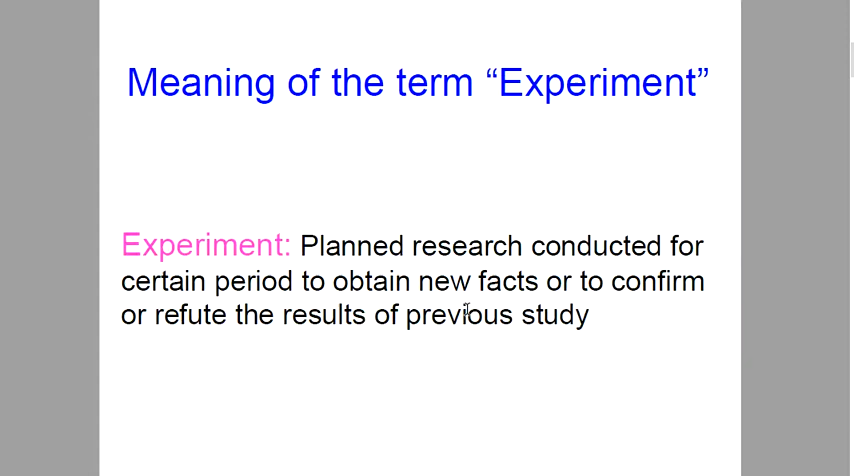 Meaning of the term “Experiment”
Experiment: Planned research conducted for
certain period to obtain new facts or to confirm
or refute the results of previous study